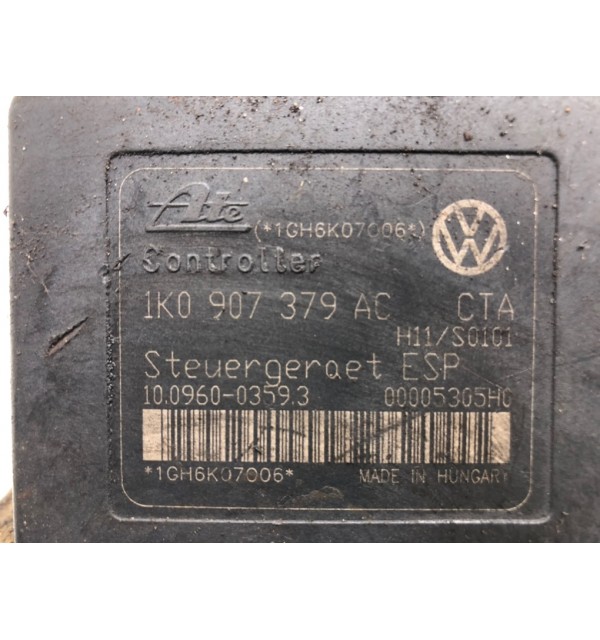 Ate (*1GH6K07006*)
Controller
1K0 907 379 AC CTA
H11/S0101
Steuergeraet ESP
10.0960-0359.3 00005305H0
*1GH6K07006* MADE IN HUNGARY